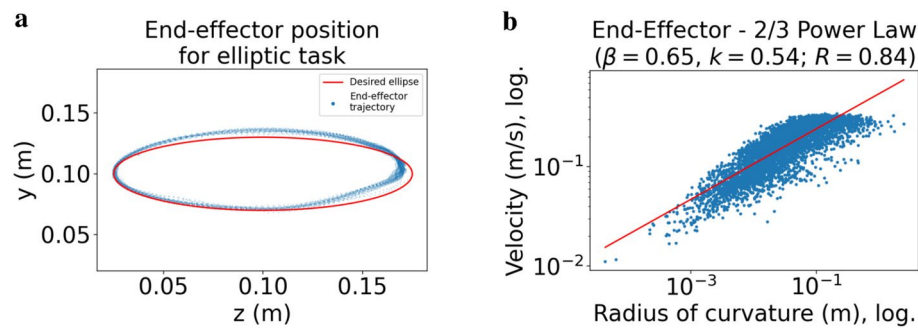 a
End-effector position
for elliptic task
Desired ellipse
End-effector
trajectory
0.15
0.10
0.05
y (m)
0.05
0.10
0.15
z (m)
b
End-Effector - 2/3 Power Law
(β = 0.65, k = 0.54; R = 0.84)
Velocity (m/s), log.
10⁻¹
10⁻²
10⁻³
10⁻¹
Radius of curvature (m), log.